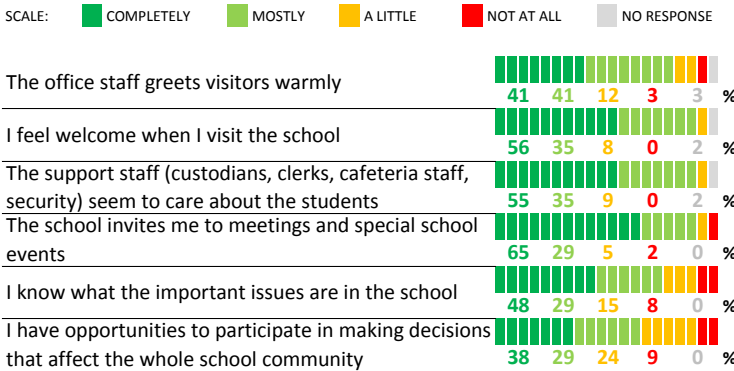 SCALE: COMPLETELY MOSTLY A LITTLE NOT AT ALL NO RESPONSE
The office staff greets visitors warmly
41 41 12 3 3 %
I feel welcome when I visit the school
56 35 8 0 2 %
The support staff (custodians, clerks, cafeteria staff,
security) seem to care about the students
55 35 9 0 2 %
The school invites me to meetings and special school
events
65 29 5 2 0 %
I know what the important issues are in the school
48 29 15 8 0 %
I have opportunities to participate in making decisions
that affect the whole school community
38 29 24 9 0 %